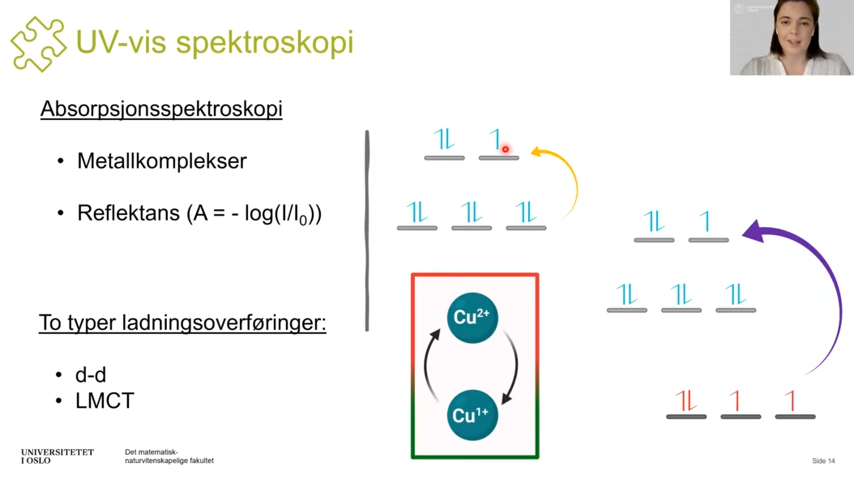 UV-vis spektroskopi
Absorpsjonsspektroskopi
• Metallkomplekser
• Reflektans (A = - log(I/I₀))
To typer ladningsoverføringer:
• d-d
• LMCT
Cu²⁺
Cu¹⁺
UNIVERSITETET
I OSLO
Det matematisk-
naturvitenskapelige fakultet
Side 14